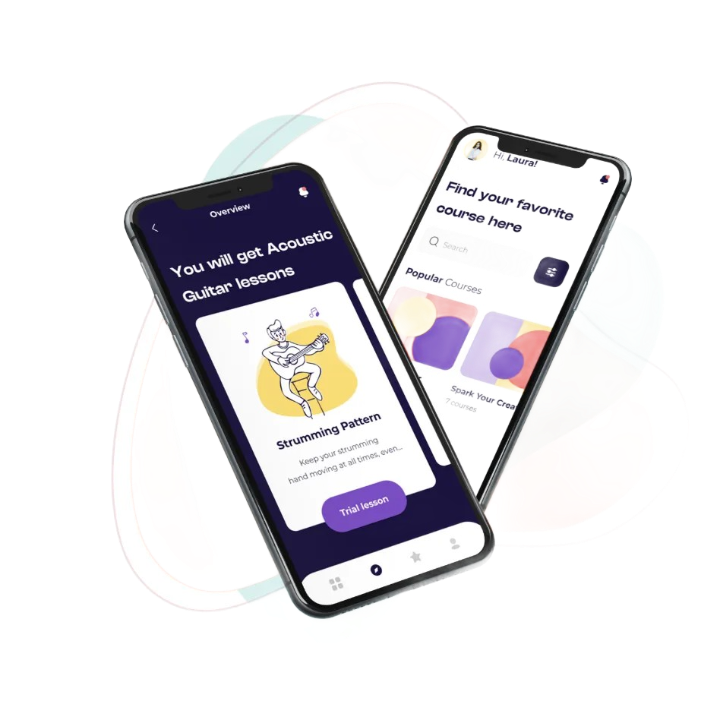 Overview
You will get Acoustic
Guitar lessons
Strumming Pattern
Keep your strumming
hand moving at all times, even...
Trial lesson
Hi, Laura!
Find your favorite
course here
Search
Popular Courses
Spark Your Crea
7 courses